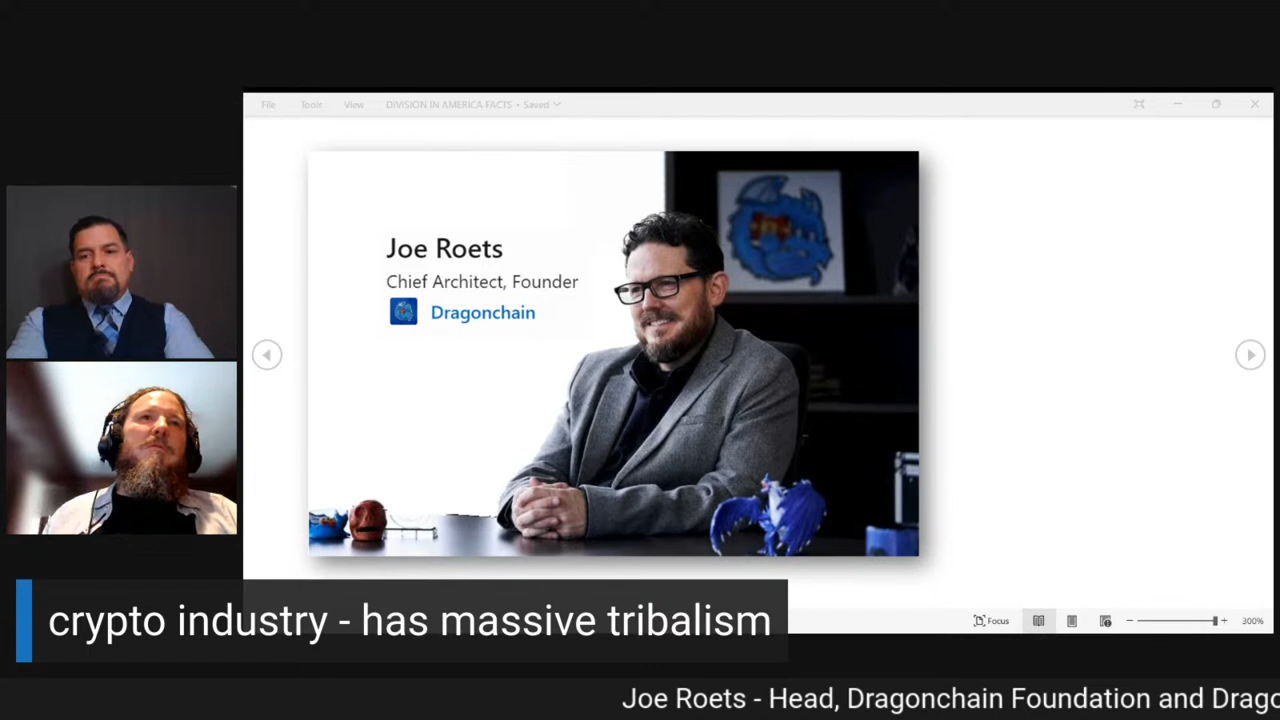 File Tools View DIVISION IN AMERICA FACTS • Saved
Joe Roets
Chief Architect, Founder
Dragonchain
crypto industry - has massive tribalism
Focus
300%
Joe Roets - Head, Dragonchain Foundation and Drago